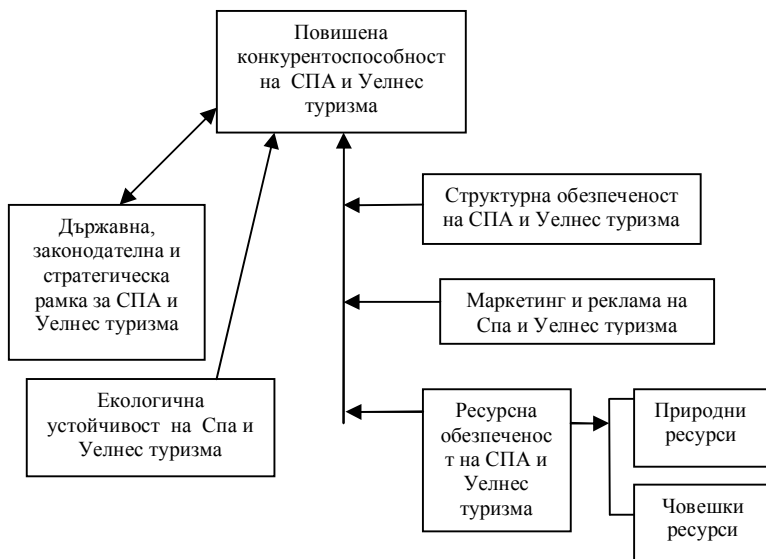 Повишена
конкурентоспособност
на СПА и Уелнес
туризма
Структурна обезпеченост
на СПА и Уелнес туризма
Държавна,
законодателна и
стратегическа
рамка за СПА и
Уелнес туризма
Маркетинг и реклама на
Спа и Уелнес туризма
Екологична
устойчивост на Спа и
Уелнес туризма
Ресурсна
обезпеченос
т на СПА и
Уелнес
туризма
Природни
ресурси
Човешки
ресурси